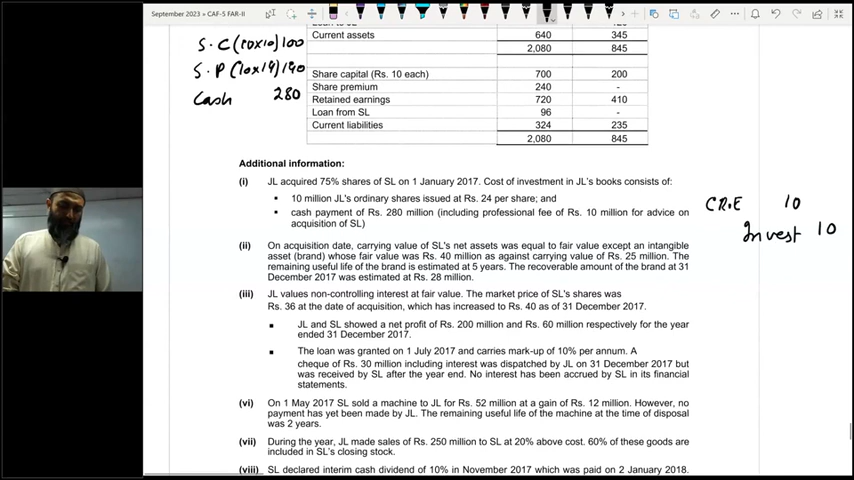 September 2023 » CAF-5 FAR-II
Current assets 640 345
2,080 845
Share capital (Rs. 10 each) 700 200
Share premium 240 -
Retained earnings 720 410
Loan from SL 96 -
Current liabilities 324 235
2,080 845
S.C (10x10) 100
S.P (10x14) 140
Cash 280
Additional information:
(i) JL acquired 75% shares of SL on 1 January 2017. Cost of investment in JL's books consists of:
▪ 10 million JL's ordinary shares issued at Rs. 24 per share; and
▪ cash payment of Rs. 280 million (including professional fee of Rs. 10 million for advice on
acquisition of SL)
CR.E 10
Invest 10
(ii) On acquisition date, carrying value of SL's net assets was equal to fair value except an intangible
asset (brand) whose fair value was Rs. 40 million as against carrying value of Rs. 25 million. The
remaining useful life of the brand is estimated at 5 years. The recoverable amount of the brand at 31
December 2017 was estimated at Rs. 28 million.
(iii) JL values non-controlling interest at fair value. The market price of SL's shares was
Rs. 36 at the date of acquisition, which has increased to Rs. 40 as of 31 December 2017.
▪ JL and SL showed a net profit of Rs. 200 million and Rs. 60 million respectively for the year
ended 31 December 2017.
▪ The loan was granted on 1 July 2017 and carries mark-up of 10% per annum. A
cheque of Rs. 30 million including interest was dispatched by JL on 31 December 2017 but
was received by SL after the year end. No interest has been accrued by SL in its financial
statements.
(vi) On 1 May 2017 SL sold a machine to JL for Rs. 52 million at a gain of Rs. 12 million. However, no
payment has yet been made by JL. The remaining useful life of the machine at the time of disposal
was 2 years.
(vii) During the year, JL made sales of Rs. 250 million to SL at 20% above cost. 60% of these goods are
included in SL's closing stock.
(viii) SL declared interim cash dividend of 10% in November 2017 which was paid on 2 January 2018.